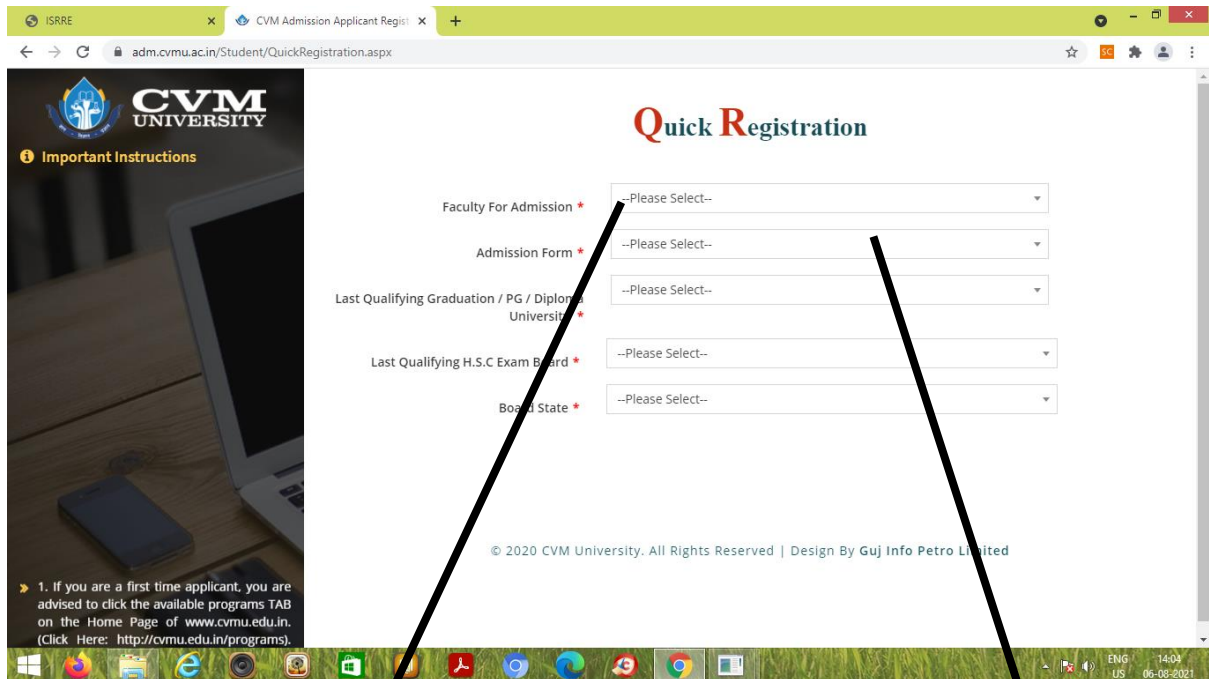 ISRRE
CVM Admission Applicant Regist
adm.cvmu.ac.in/Student/QuickRegistration.aspx
SC
CVM
UNIVERSITY
Important Instructions
Quick Registration
Faculty For Admission *
--Please Select--
Admission Form *
--Please Select--
Last Qualifying Graduation / PG / Diploma
University *
--Please Select--
Last Qualifying H.S.C Exam Board *
--Please Select--
Board State *
--Please Select--
© 2020 CVM University. All Rights Reserved | Design By Guj Info Petro Limited
1. If you are a first time applicant, you are
advised to click the available programs TAB
on the Home Page of www.cvmu.edu.in.
(Click Here: http://cvmu.edu.in/programs).
ENG
US
14:04
06-08-2021